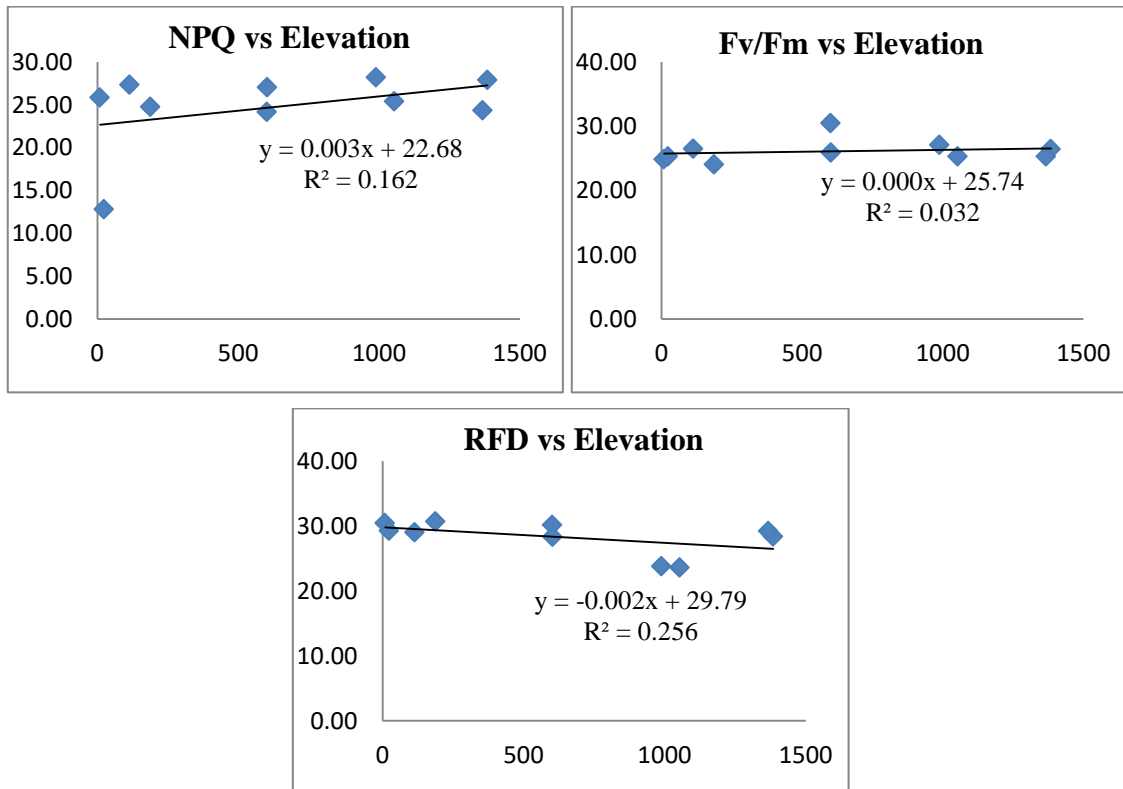 NPQ vs Elevation
30.00
25.00
20.00
15.00
10.00
5.00
0.00
y = 0.003x + 22.68
R² = 0.162
0 500 1000 1500
Fv/Fm vs Elevation
40.00
30.00
20.00
10.00
0.00
y = 0.000x + 25.74
R² = 0.032
0 500 1000 1500
RFD vs Elevation
40.00
30.00
20.00
10.00
0.00
y = -0.002x + 29.79
R² = 0.256
0 500 1000 1500